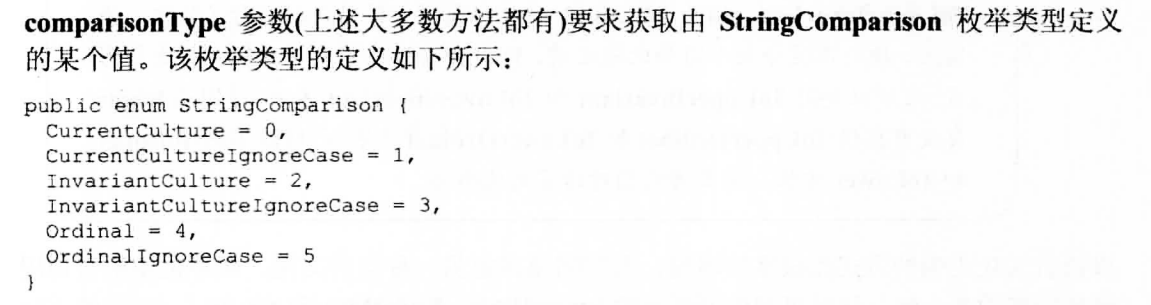 comparisonType 参数(上述大多数方法都有)要求获取由 StringComparison 枚举类型定义
的某个值。该枚举类型的定义如下所示：
public enum StringComparison {
  CurrentCulture = 0,
  CurrentCultureIgnoreCase = 1,
  InvariantCulture = 2,
  InvariantCultureIgnoreCase = 3,
  Ordinal = 4,
  OrdinalIgnoreCase = 5
}